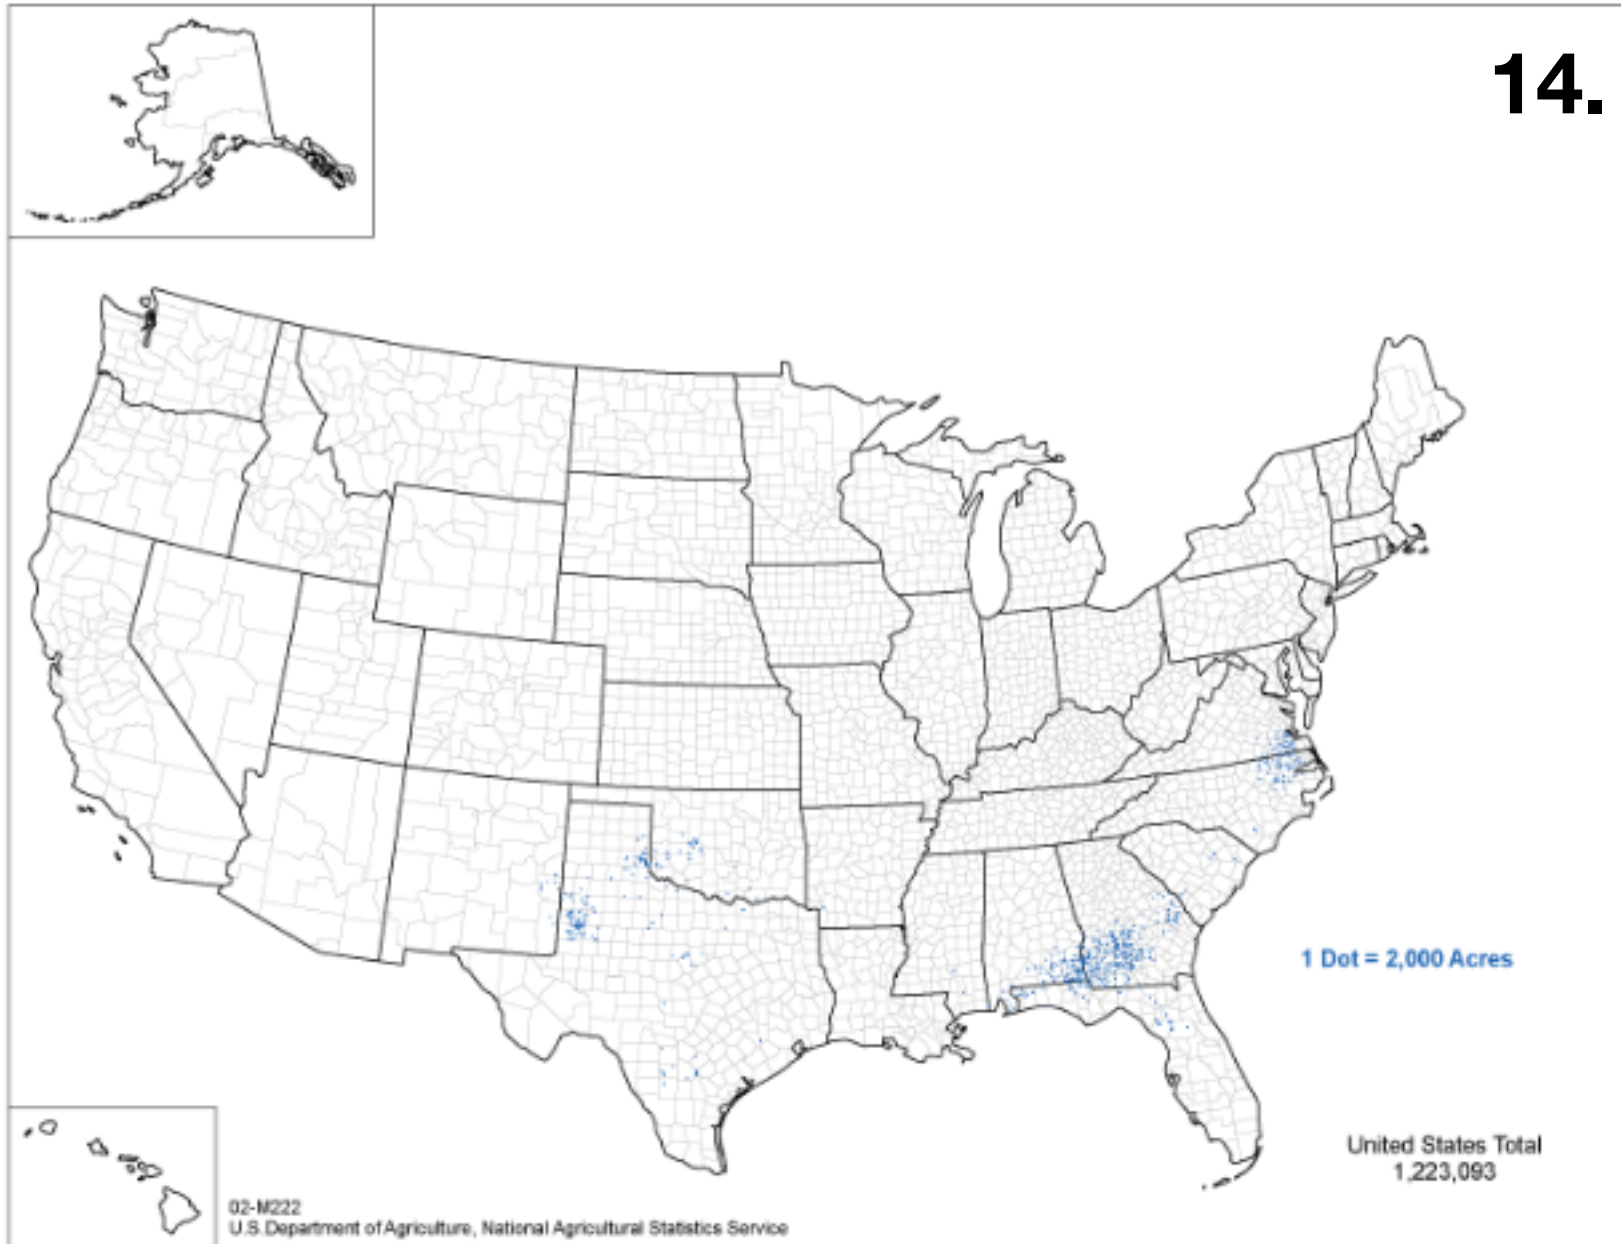 14.
1 Dot = 2,000 Acres
United States Total
1,223,093
02-M222
U.S. Department of Agriculture, National Agricultural Statistics Service